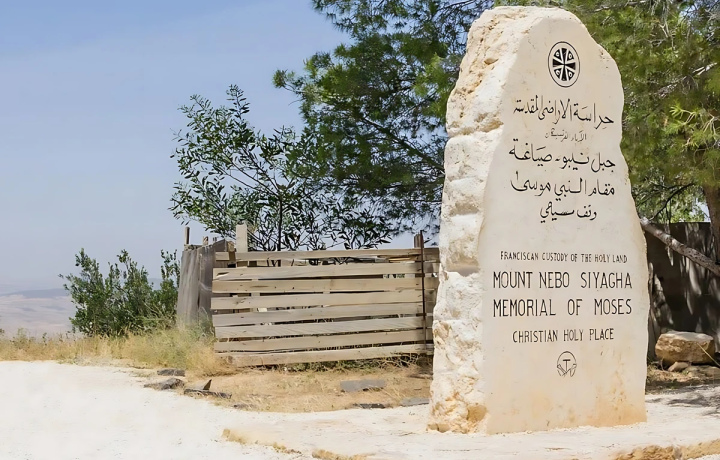 حراسة الاراضي المقدسة
جبل نيبو - صياغة
مقام النبي موسى
وقف مسيحي
FRANCISCAN CUSTODY OF THE HOLY LAND
MOUNT NEBO SIYAGHA
MEMORIAL OF MOSES
CHRISTIAN HOLY PLACE